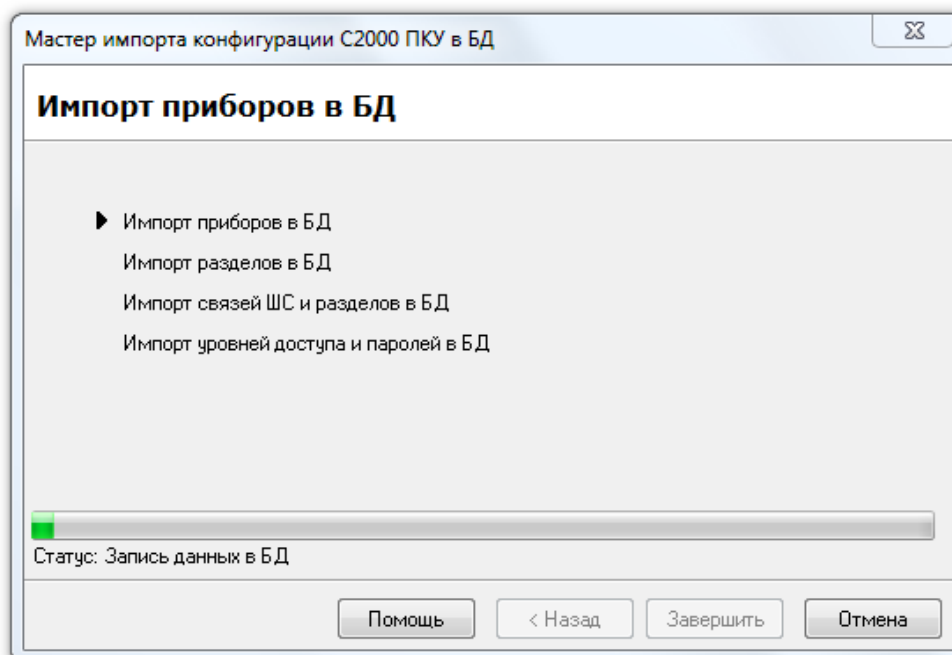 Мастер импорта конфигурации С2000 ПКУ в БД
Импорт приборов в БД
Импорт приборов в БД
Импорт разделов в БД
Импорт связей ШС и разделов в БД
Импорт уровней доступа и паролей в БД
Статус: Запись данных в БД
Помощь
< Назад
Завершить
Отмена